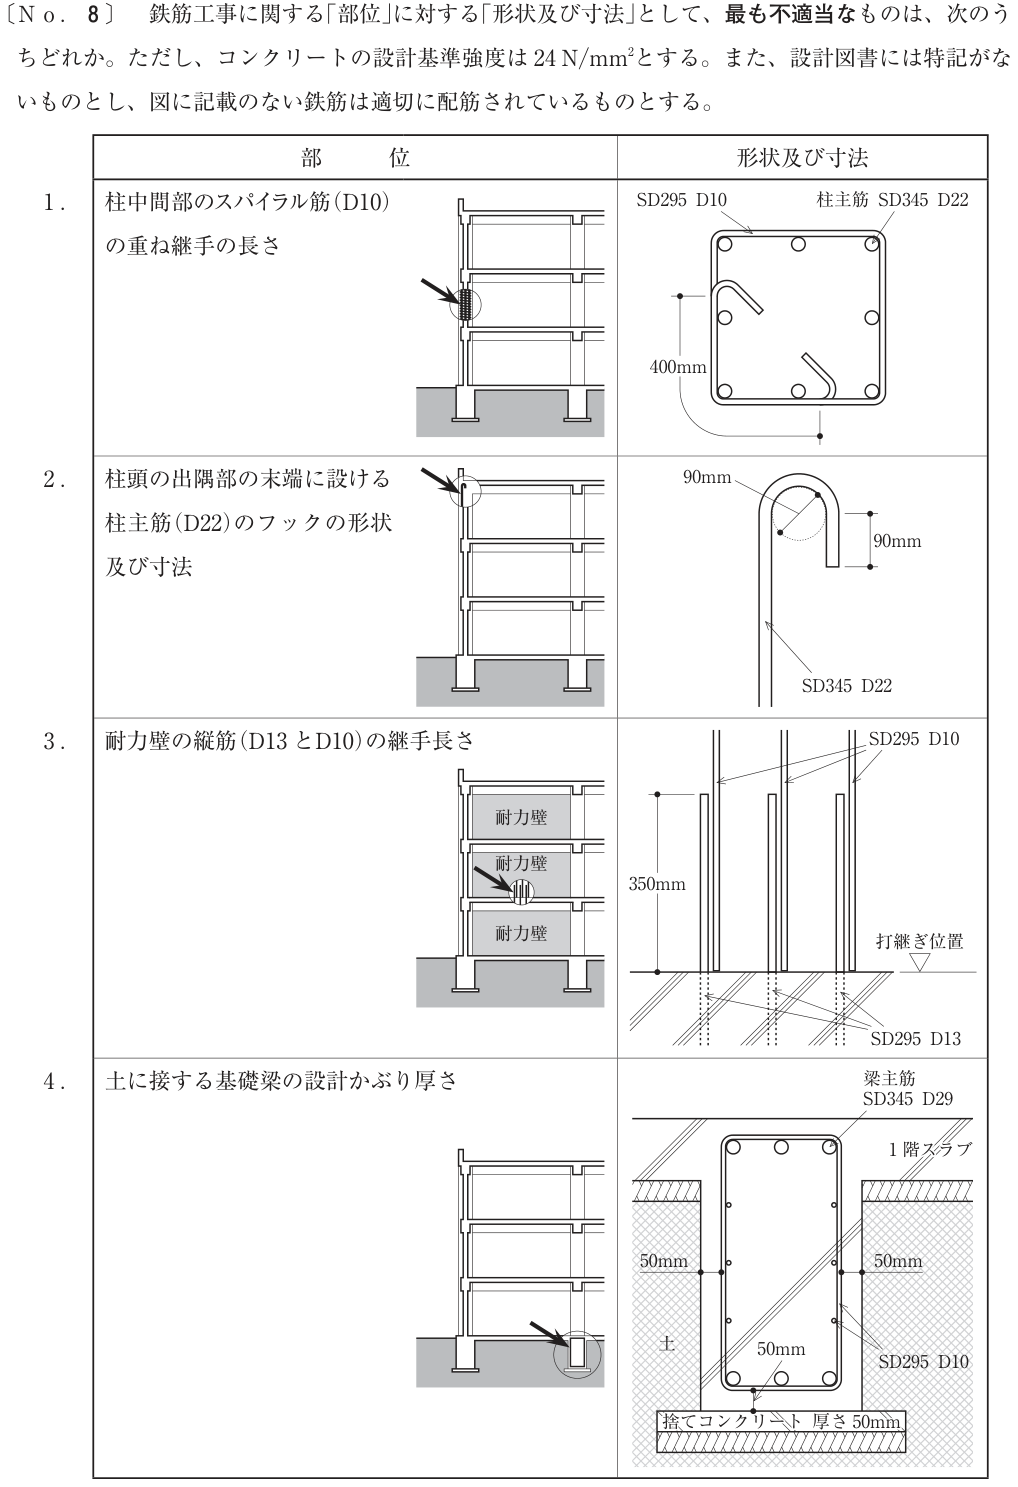 〔Ｎｏ． 8〕　鉄筋工事に関する「部位」に対する「形状及び寸法」として、最も不適当なものは、次のう
ちどれか。ただし、コンクリートの設計基準強度は 24 N/mm²とする。また、設計図書には特記がな
いものとし、図に記載のない鉄筋は適切に配筋されているものとする。
部　位
形状及び寸法
1.
柱中間部のスパイラル筋(D10)
の重ね継手の長さ
SD295 D10
柱主筋 SD345 D22
400mm
2.
柱頭の出隅部の末端に設ける
柱主筋(D22)のフックの形状
及び寸法
90mm
90mm
SD345 D22
3.
耐力壁の縦筋(D13 とD10)の継手長さ
耐力壁
耐力壁
耐力壁
SD295 D10
350mm
打継ぎ位置
SD295 D13
4.
土に接する基礎梁の設計かぶり厚さ
梁主筋
SD345 D29
1 階スラブ
50mm
50mm
土
50mm
SD295 D10
捨てコンクリート 厚さ 50mm